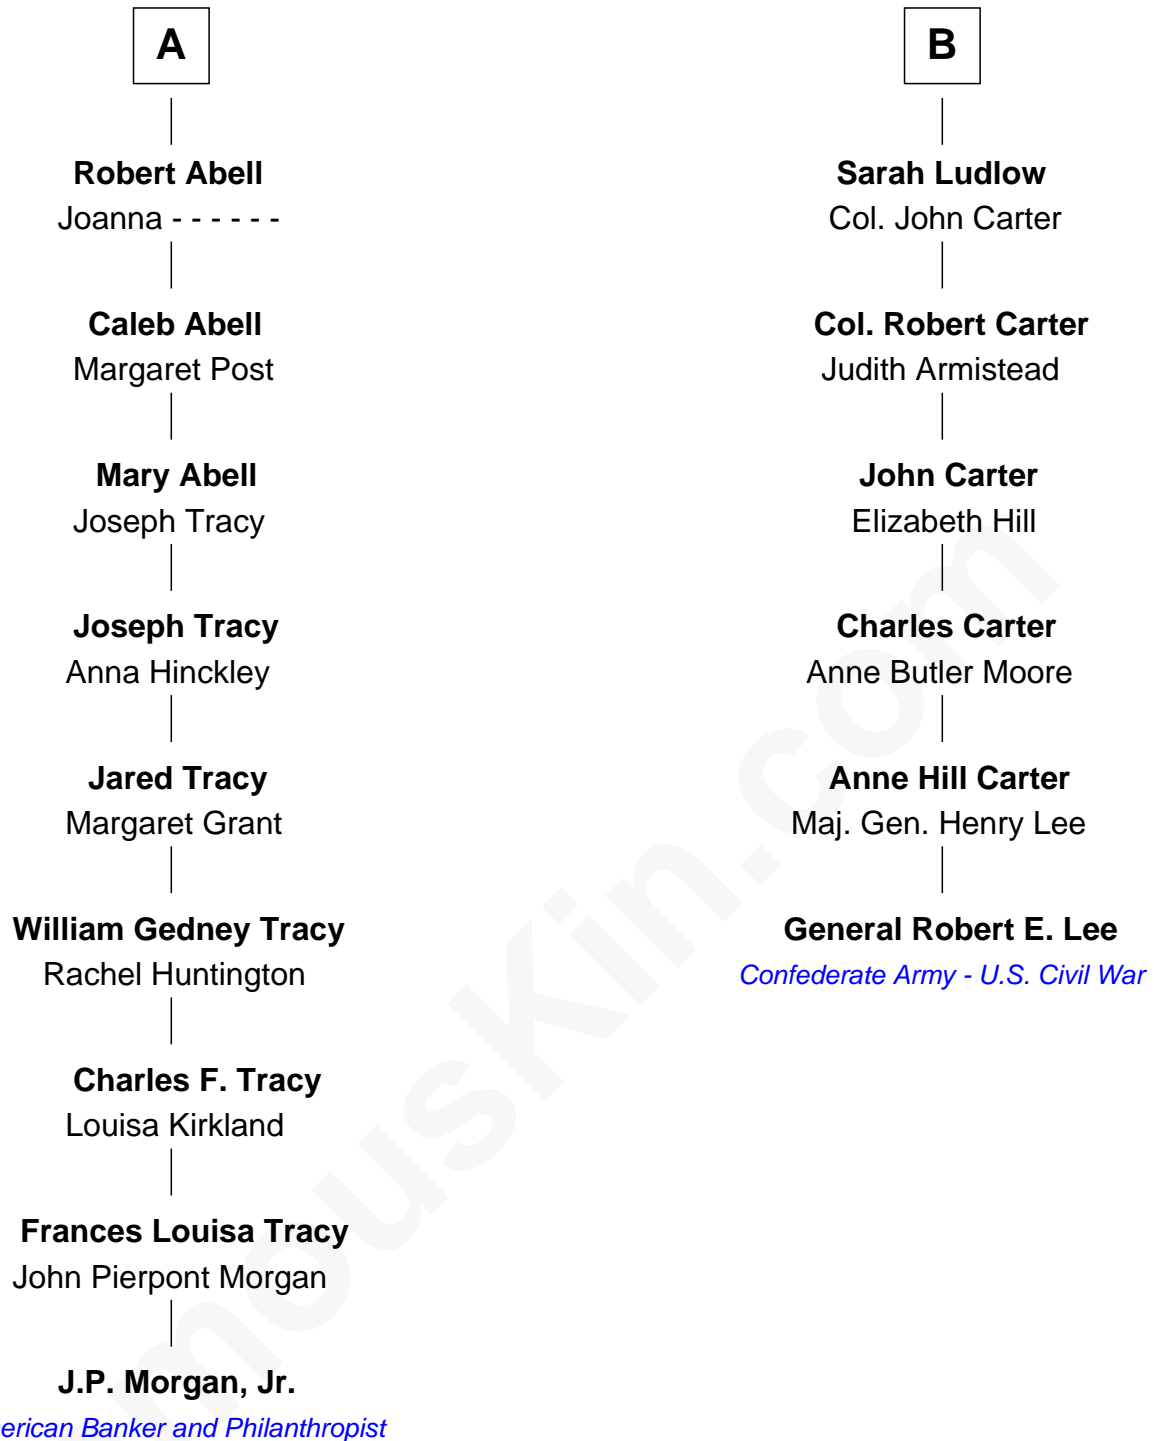 A
Robert Abell
Joanna - - - - - -
Caleb Abell
Margaret Post
Mary Abell
Joseph Tracy
Joseph Tracy
Anna Hinckley
Jared Tracy
Margaret Grant
William Gedney Tracy
Rachel Huntington
Charles F. Tracy
Louisa Kirkland
Frances Louisa Tracy
John Pierpont Morgan
J.P. Morgan, Jr.
erican Banker and Philanthropist
B
Sarah Ludlow
Col. John Carter
Col. Robert Carter
Judith Armistead
John Carter
Elizabeth Hill
Charles Carter
Anne Butler Moore
Anne Hill Carter
Maj. Gen. Henry Lee
General Robert E. Lee
Confederate Army - U.S. Civil War
mousKin.com